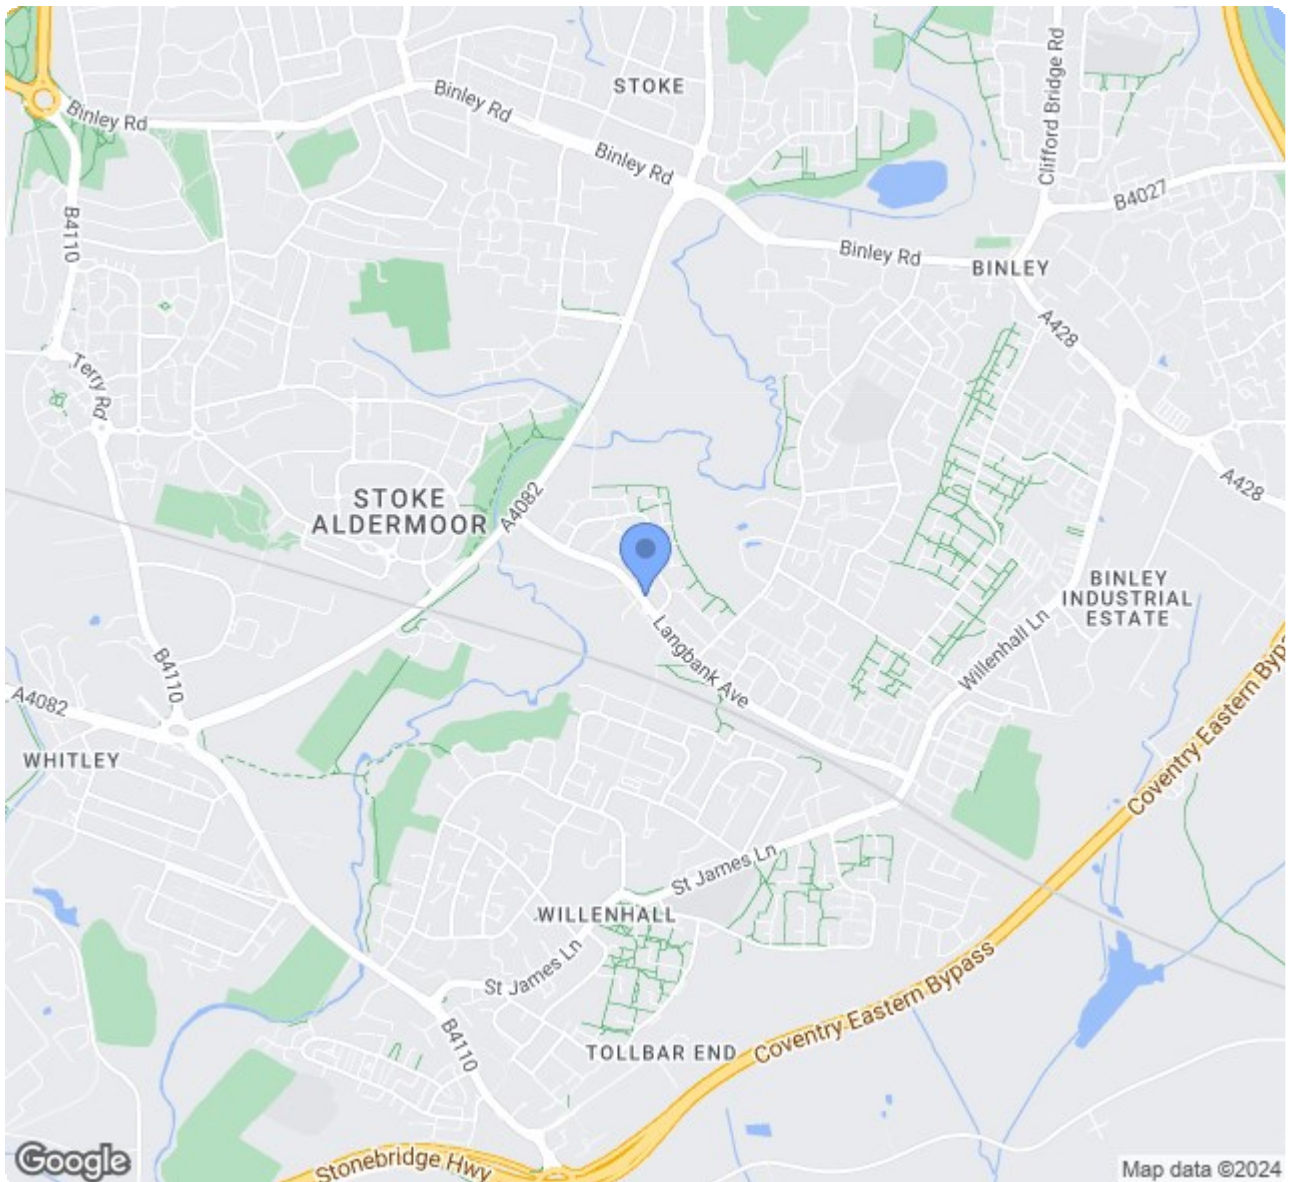 Binley Rd
Binley Rd
STOKE
Binley Rd
Clifford Bridge Rd
B4027
B4110
Binley Rd
BINLEY
A428
Terry Rd
A428
STOKE
ALDERMOOR
A4082
BINLEY
INDUSTRIAL
ESTATE
Langbank Ave
Willenhall Ln
B4110
A4082
WHITLEY
Coventry Eastern Bypa
St James Ln
WILLENHALL
St James Ln
B4110
TOLLBAR END
Coventry Eastern Bypass
Stonebridge Hwy
Google
Map data ©2024